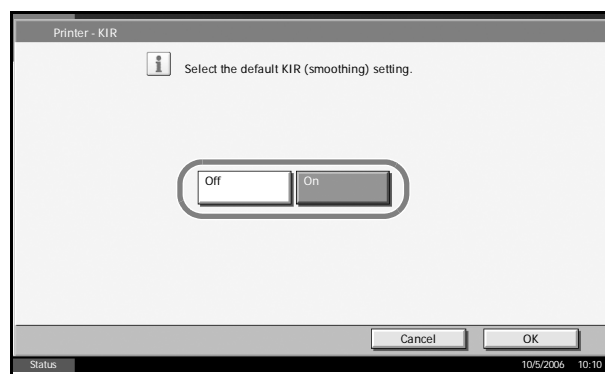 Printer - KIR
i
Select the default KIR (smoothing) setting.
Off
On
Cancel
OK
Status
10/5/2006 10:10